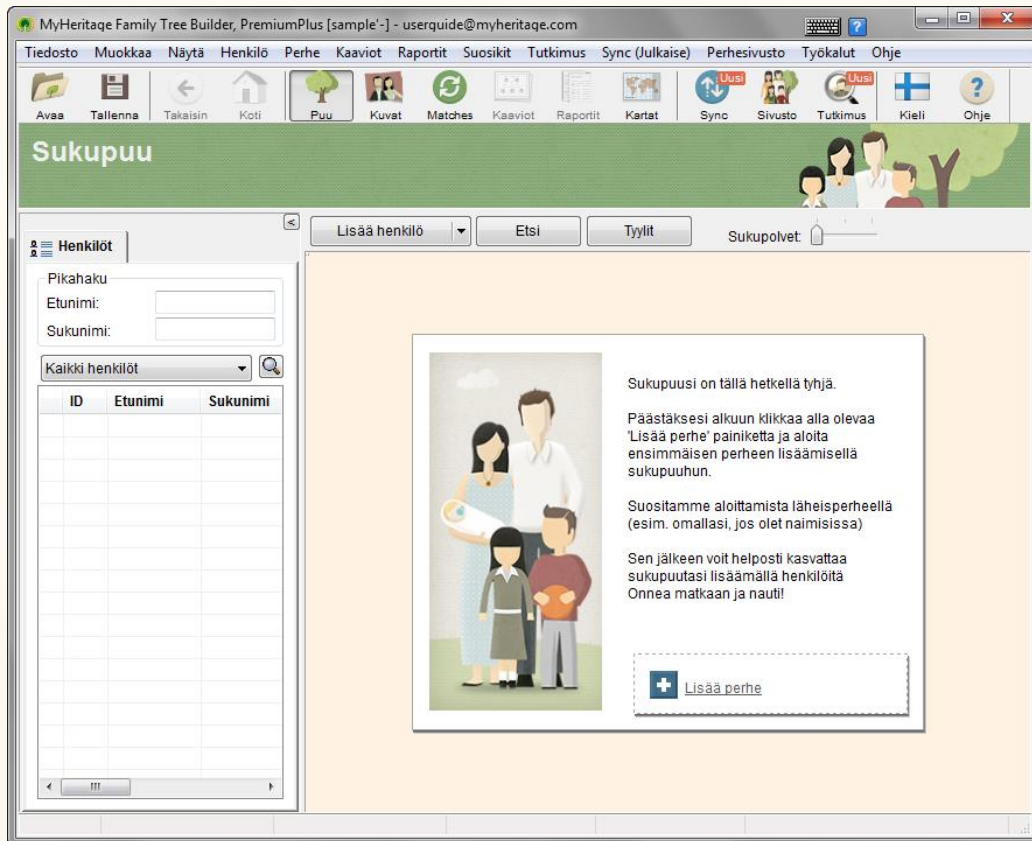 MyHeritage Family Tree Builder, PremiumPlus [sample'-] - userguide@myheritage.com
Tiedosto Muokkaa Näytä Henkilö Perhe Kaaviot Raportit Suosikit Tutkimus Sync (Julkaise) Perhesivusto Työkalut Ohje
Uusi Uusi
Avaa Tallenna Takaisin Koti Puu Kuvat Matches Kaaviot Raportit Kartat Sync Sivusto Tutkimus Kieli Ohje
Sukupuu
Henkilöt
Lisää henkilö Etsi Tyylit Sukupolvet:
Pikahaku
Etunimi:
Sukunimi:
Kaikki henkilöt
ID Etunimi Sukunimi
Sukupuusi on tällä hetkellä tyhjä.
Päästäksesi alkuun klikkaa alla olevaa
'Lisää perhe' painiketta ja aloita
ensimmäisen perheen lisäämisellä
sukupuuhun.
Suositamme aloittamista läheisperheellä
(esim. omallasi, jos olet naimisissa)
Sen jälkeen voit helposti kasvattaa
sukupuutasi lisäämällä henkilöitä
Onnea matkaan ja nauti!
Lisää perhe